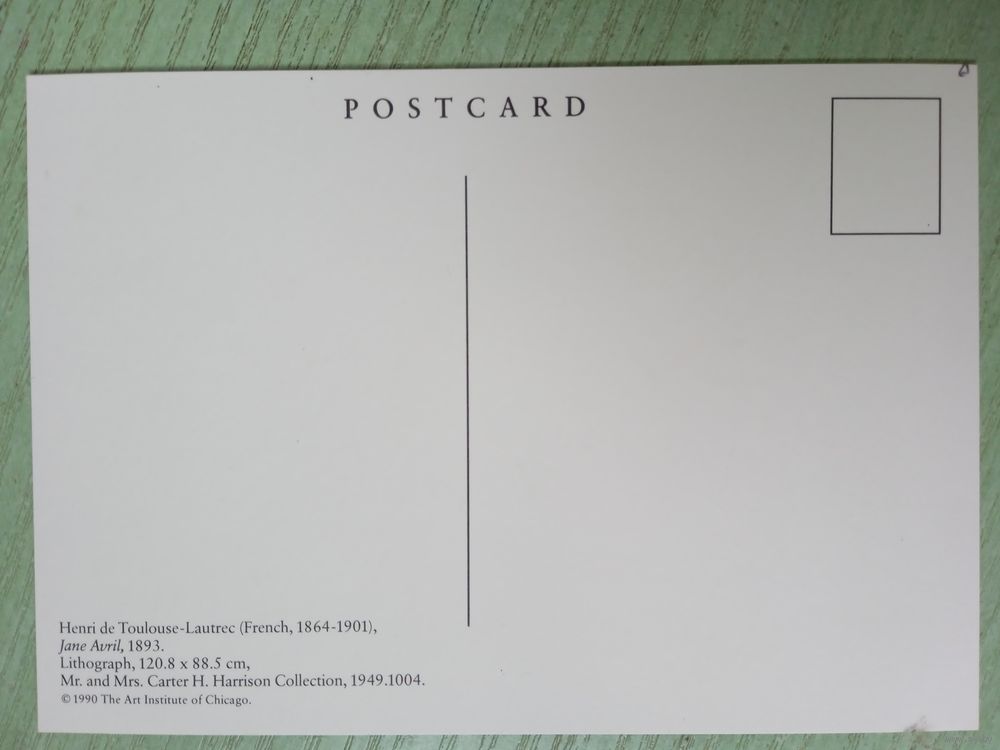 POSTCARD
Henri de Toulouse-Lautrec (French, 1864-1901),
Jane Avril, 1893.
Lithograph, 120.8 x 88.5 cm,
Mr. and Mrs. Carter H. Harrison Collection, 1949.1004.
© 1990 The Art Institute of Chicago.